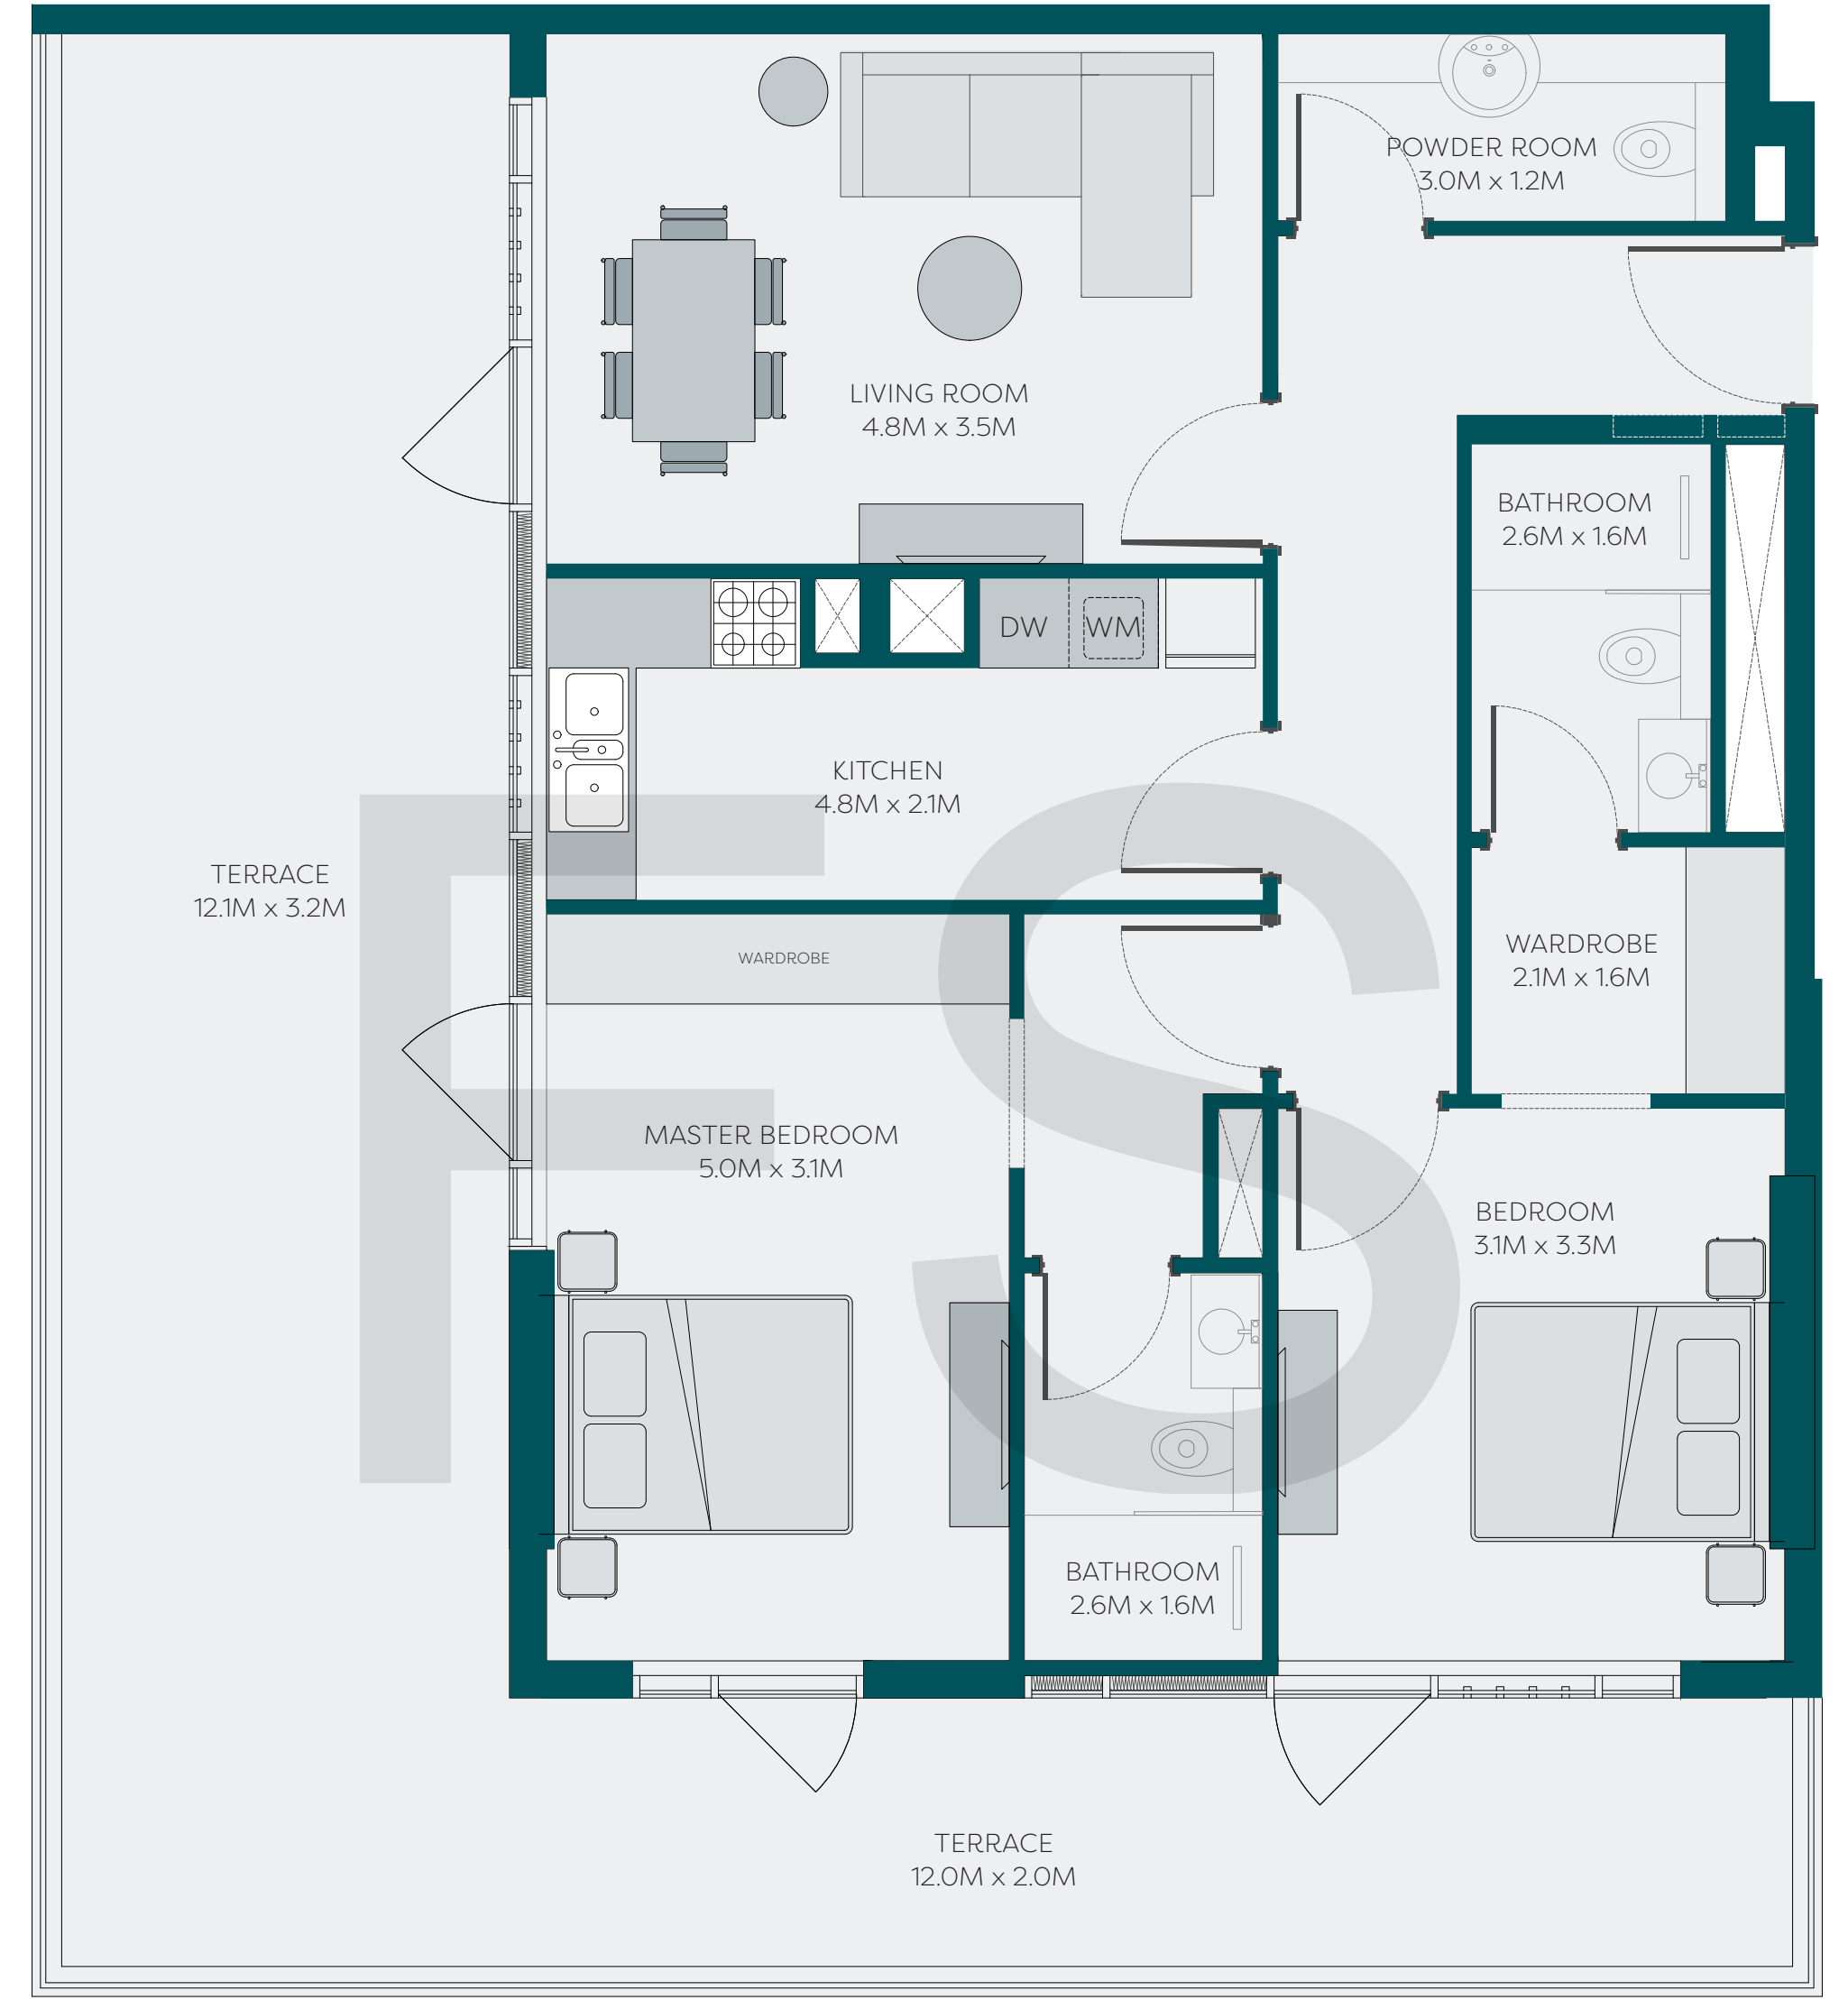 POWDER ROOM
3.0M x 1.2M
LIVING ROOM
4.8M x 3.5M
BATHROOM
2.6M x 1.6M
DW
WM
KITCHEN
4.8M x 2.1M
TERRACE
12.1M x 3.2M
WARDROBE
WARDROBE
2.1M x 1.6M
MASTER BEDROOM
5.0M x 3.1M
BEDROOM
3.1M x 3.3M
BATHROOM
2.6M x 1.6M
TERRACE
12.0M x 2.0M
FS